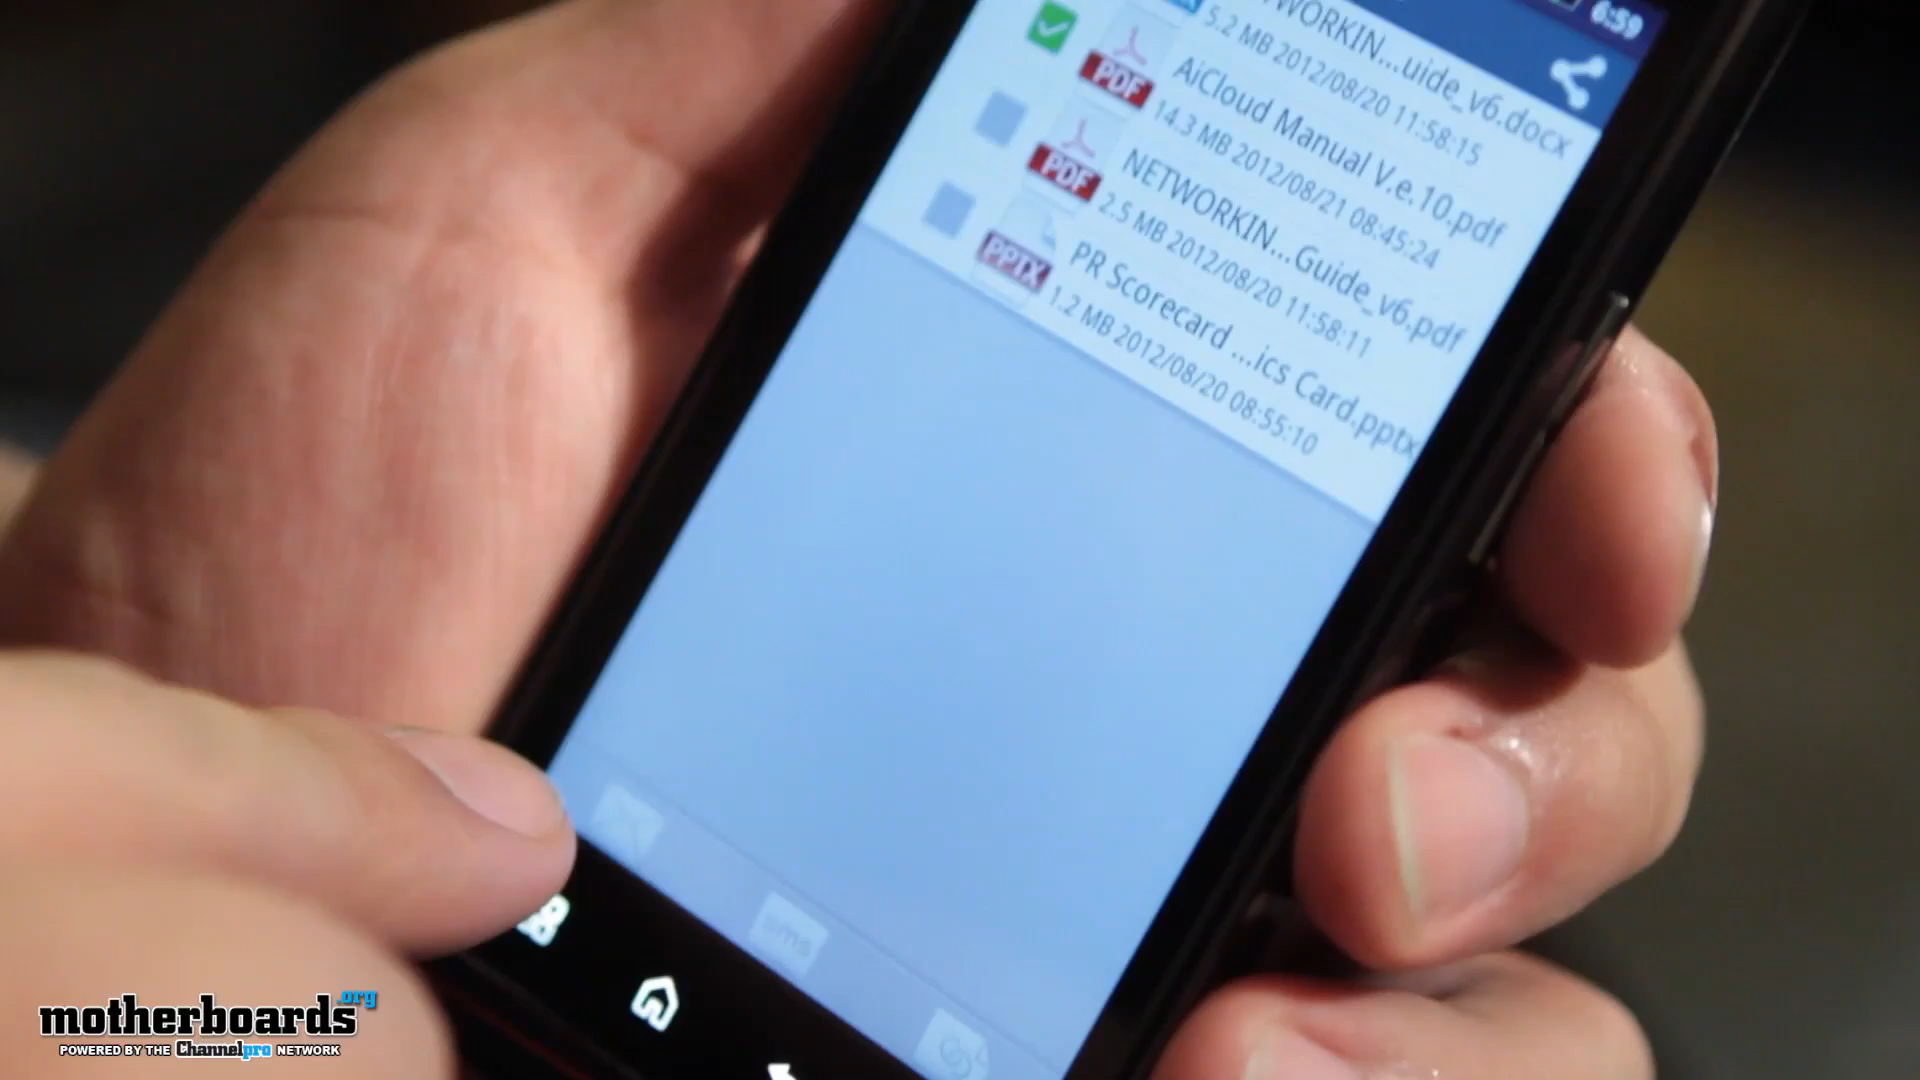 6:59
WORKIN...uide_v6.docx
5.2 MB 2012/08/20 11:58:15
PDF
AiCloud Manual V.e.10.pdf
14.3 MB 2012/08/21 08:45:24
PDF
NETWORKIN...Guide_v6.pdf
2.5 MB 2012/08/20 11:58:11
PPTX
PR Scorecard ...ics Card.pptx
1.2 MB 2012/08/20 08:55:10
sms
motherboards.org
POWERED BY THE Channelpro NETWORK